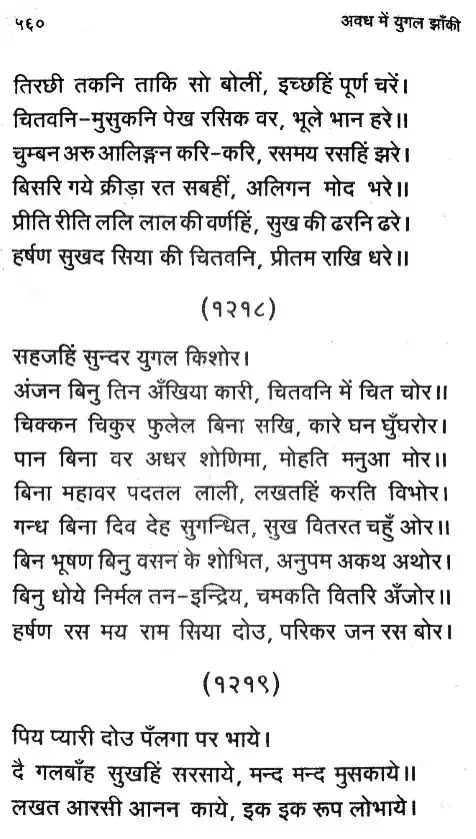 ५६० अवध में युगल झाँकी
तिरछी तकनि ताकि सो बोलीं, इच्छहिं पूर्ण चरें।
चितवनि-मुसुकनि पेख रसिक वर, भूले भान हरे॥
चुम्बन अरु आलिङ्गन करि-करि, रसमय रसहिं झरे।
बिसरि गये क्रीड़ा रत सबहीं, अलिगन मोद भरे॥
प्रीति रीति ललि लाल की वर्णहिं, सुख की ढरनि ढरे।
हर्षण सुखद सिया की चितवनि, प्रीतम राखि धरे॥
(१२१८)
सहजहिं सुन्दर युगल किशोर।
अंजन बिनु तिन अँखिया कारी, चितवनि में चित चोर॥
चिक्कन चिकुर फुलेल बिना सखि, कारे घन घुँघरोर।
पान बिना वर अधर शोणिमा, मोहति मनुआ मोर॥
बिना महावर पदतल लाली, लखतहिं करति विभोर।
गन्ध बिना दिव देह सुगन्धित, सुख वितरत चहुँ ओर॥
बिन भूषण बिनु वसन के शोभित, अनुपम अकथ अथोर।
बिनु धोये निर्मल तन-इन्द्रिय, चमकति वितरि अँजोर॥
हर्षण रस मय राम सिया दोउ, परिकर जन रस बोर।
(१२१९)
पिय प्यारी दोउ पँलगा पर भाये।
दै गलबाँह सुखहिं सरसाये, मन्द मन्द मुसकाये॥
लखत आरसी आनन काये, इक इक रूप लोभाये।